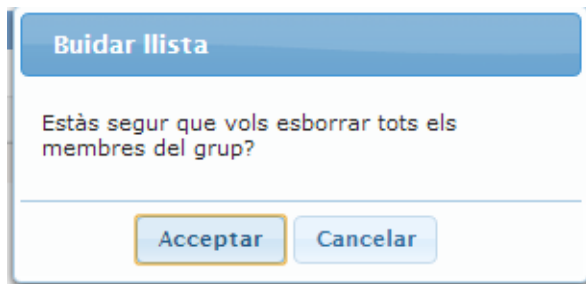 Buidar llista
Estàs segur que vols esborrar tots els
membres del grup?
Acceptar Cancelar